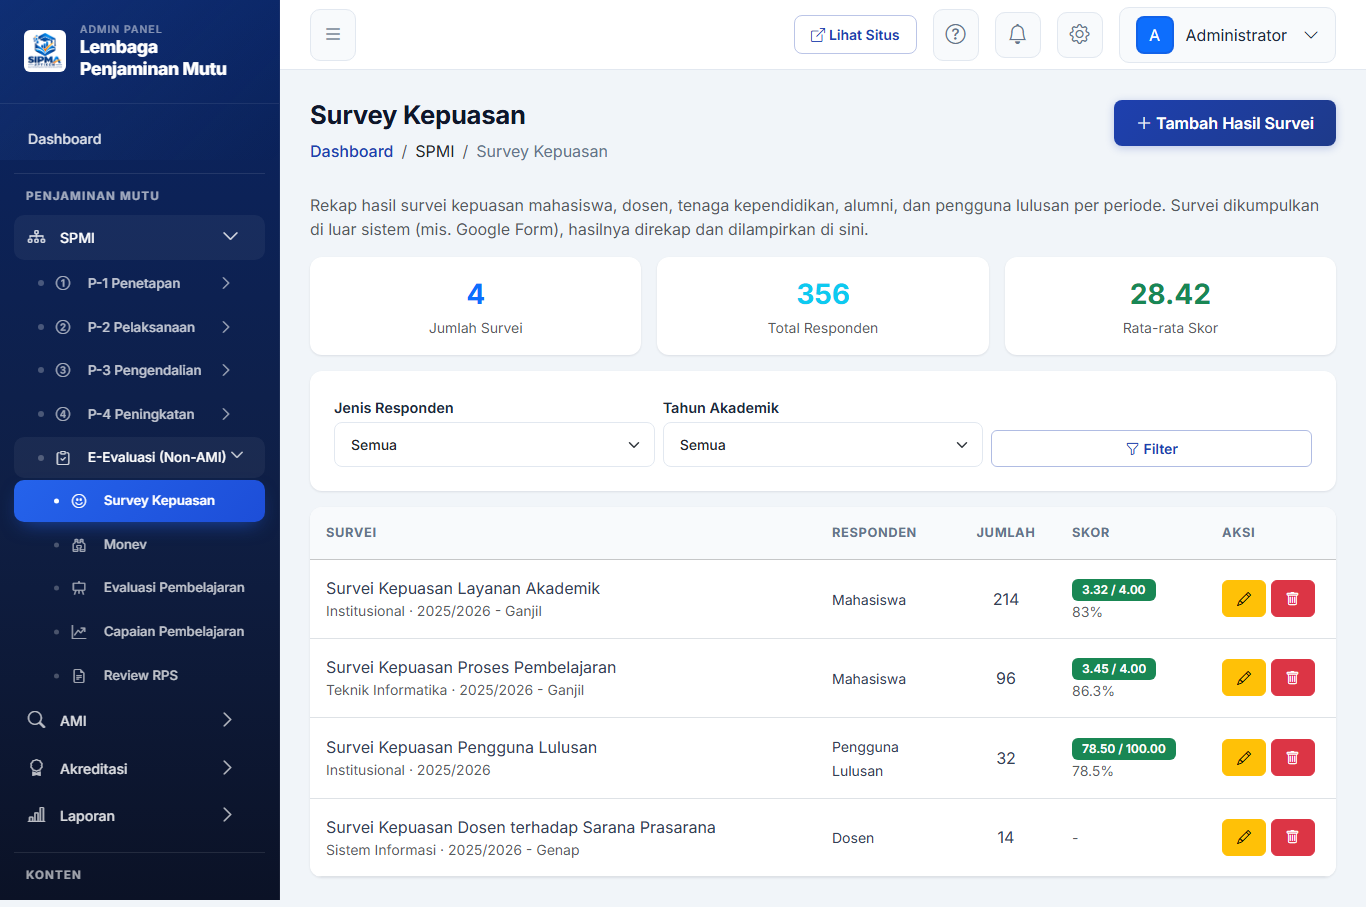 SIPMA
ADMIN PANEL
Lembaga
Penjaminan Mutu
Dashboard
PENJAMINAN MUTU
SPMI
1 P-1 Penetapan
2 P-2 Pelaksanaan
3 P-3 Pengendalian
4 P-4 Peningkatan
E-Evaluasi (Non-AMI)
Survey Kepuasan
Monev
Evaluasi Pembelajaran
Capaian Pembelajaran
Review RPS
AMI
Akreditasi
Laporan
KONTEN
Lihat Situs
A Administrator
Survey Kepuasan
Dashboard / SPMI / Survey Kepuasan
+ Tambah Hasil Survei
Rekap hasil survei kepuasan mahasiswa, dosen, tenaga kependidikan, alumni, dan pengguna lulusan per periode. Survei dikumpulkan
di luar sistem (mis. Google Form), hasilnya direkap dan dilampirkan di sini.
4
Jumlah Survei
356
Total Responden
28.42
Rata-rata Skor
Jenis Responden
Semua
Tahun Akademik
Semua
Filter
SURVEI RESPONDEN JUMLAH SKOR AKSI
Survei Kepuasan Layanan Akademik
Institusional · 2025/2026 - Ganjil
Mahasiswa
214
3.32 / 4.00
83%
Survei Kepuasan Proses Pembelajaran
Teknik Informatika · 2025/2026 - Ganjil
Mahasiswa
96
3.45 / 4.00
86.3%
Survei Kepuasan Pengguna Lulusan
Institusional · 2025/2026
Pengguna
Lulusan
32
78.50 / 100.00
78.5%
Survei Kepuasan Dosen terhadap Sarana Prasarana
Sistem Informasi · 2025/2026 - Genap
Dosen
14
-